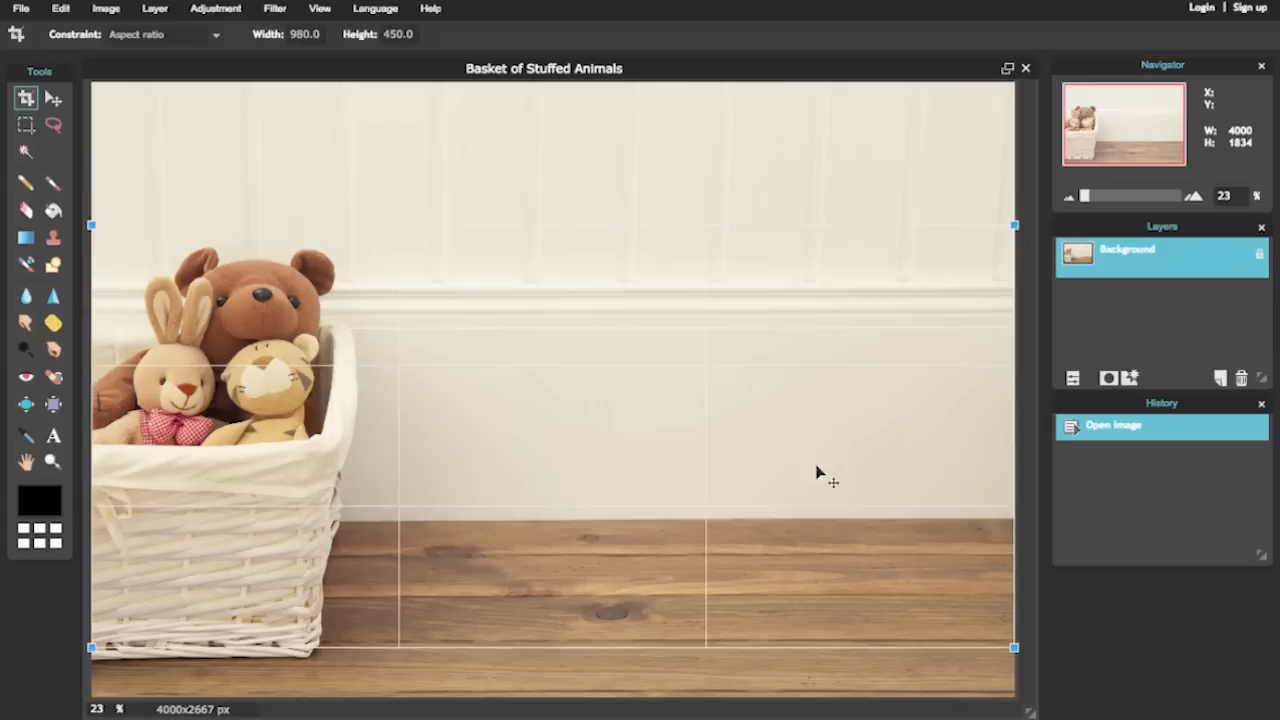 File Edit Image Layer Adjustment Filter View Language Help Login | Sign up
Constraint: Aspect ratio Width: 980.0 Height: 450.0
Tools
Basket of Stuffed Animals
Navigator
X:
Y:
W: 4000
H: 1834
23 %
Layers
Background
History
Open image
A
23 % 4000x2667 px